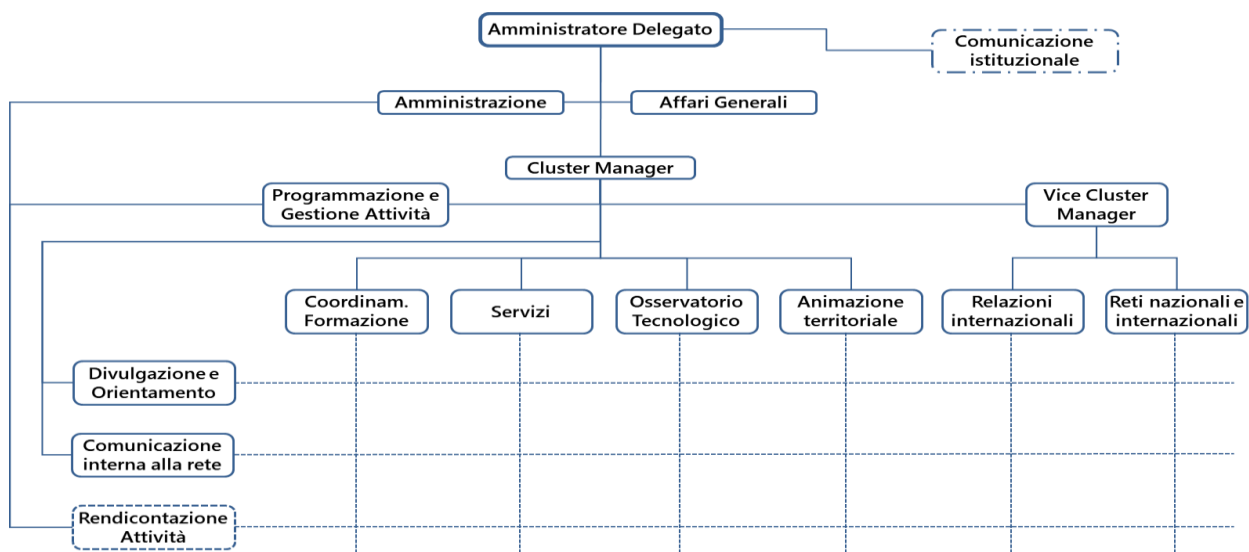 Amministratore Delegato
Comunicazione
istituzionale
Amministrazione
Affari Generali
Cluster Manager
Programmazione e
Gestione Attività
Vice Cluster
Manager
Coordinam.
Formazione
Servizi
Osservatorio
Tecnologico
Animazione
territoriale
Relazioni
internazionali
Reti nazionali e
internazionali
Divulgazione e
Orientamento
Comunicazione
interna alla rete
Rendicontazione
Attività